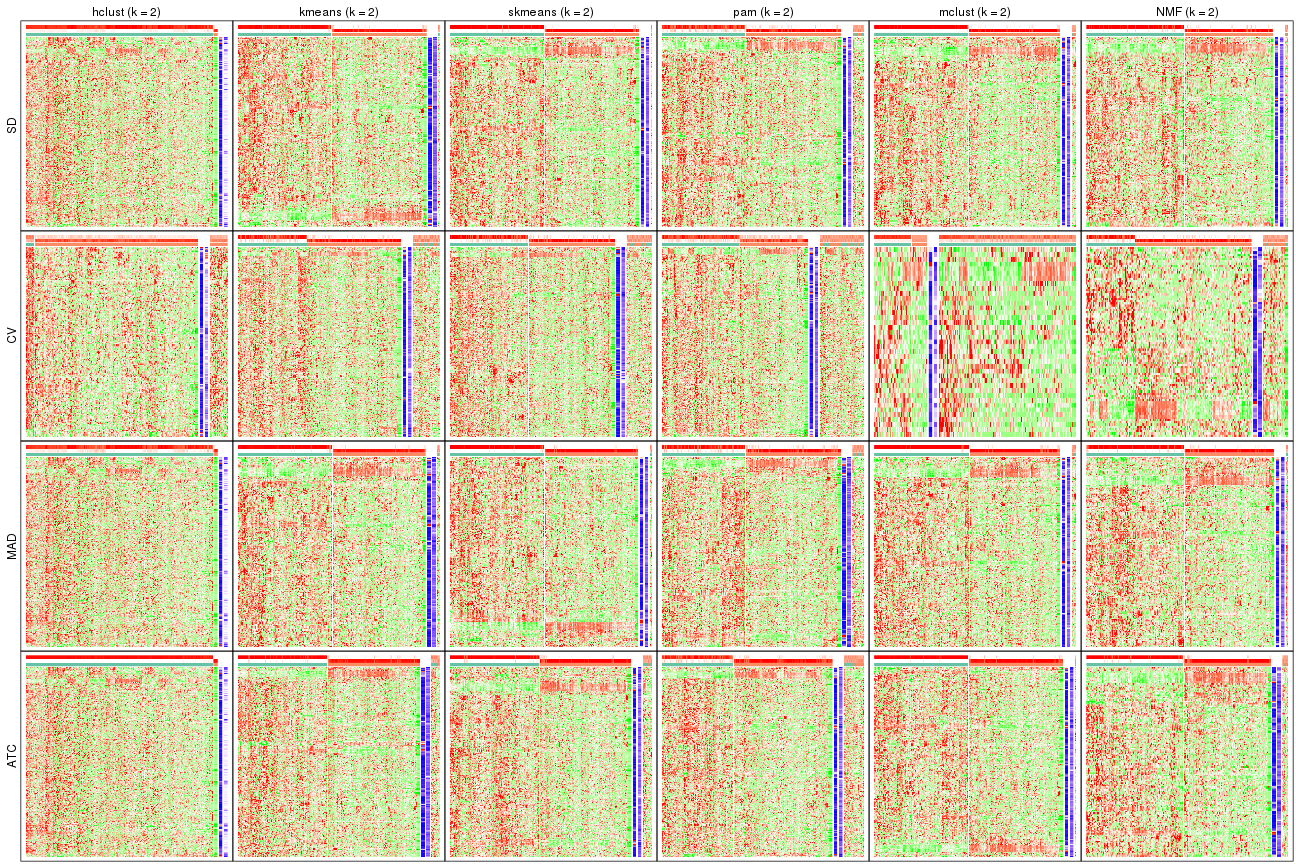 hclust (k = 2) kmeans (k = 2) skmeans (k = 2) pam (k = 2) mclust (k = 2) NMF (k = 2)
SD
CV
MAD
ATC